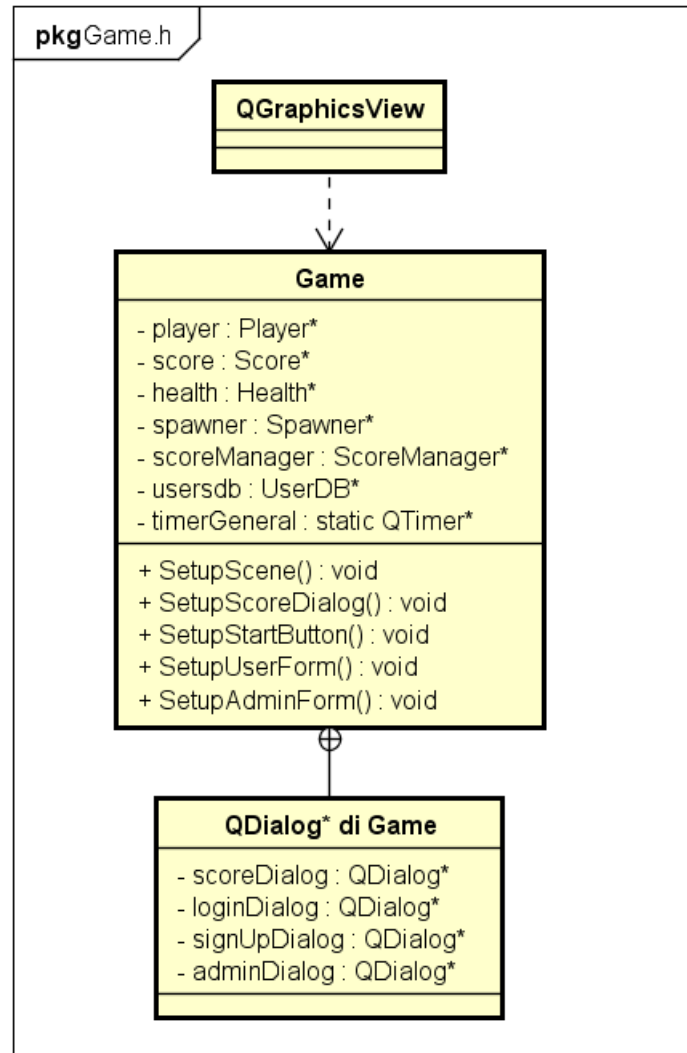 pkgGame.h
QGraphicsView
Game
- player : Player*
- score : Score*
- health : Health*
- spawner : Spawner*
- scoreManager : ScoreManager*
- usersdb : UserDB*
- timerGeneral : static QTimer*
+ SetupScene() : void
+ SetupScoreDialog() : void
+ SetupStartButton() : void
+ SetupUserForm() : void
+ SetupAdminForm() : void
QDialog* di Game
- scoreDialog : QDialog*
- loginDialog : QDialog*
- signUpDialog : QDialog*
- adminDialog : QDialog*